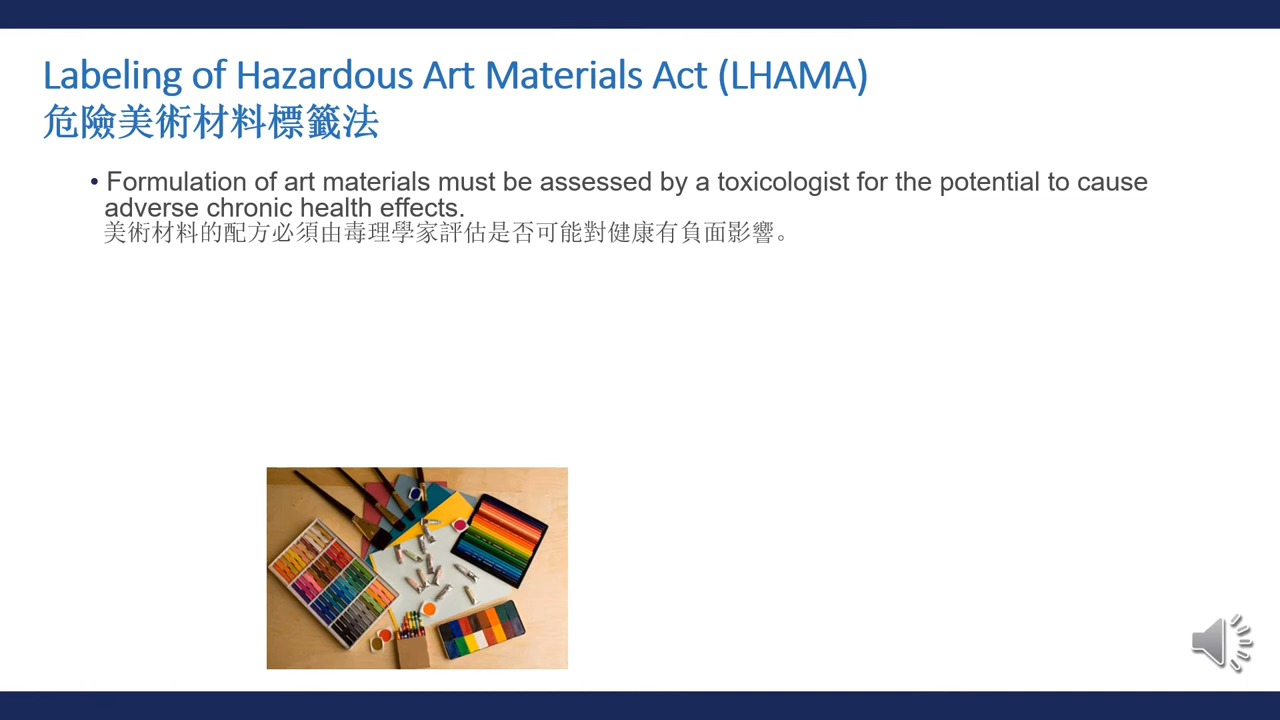 Labeling of Hazardous Art Materials Act (LHAMA)
危險美術材料標籤法
• Formulation of art materials must be assessed by a toxicologist for the potential to cause
adverse chronic health effects.
美術材料的配方必須由毒理學家評估是否可能對健康有負面影響。